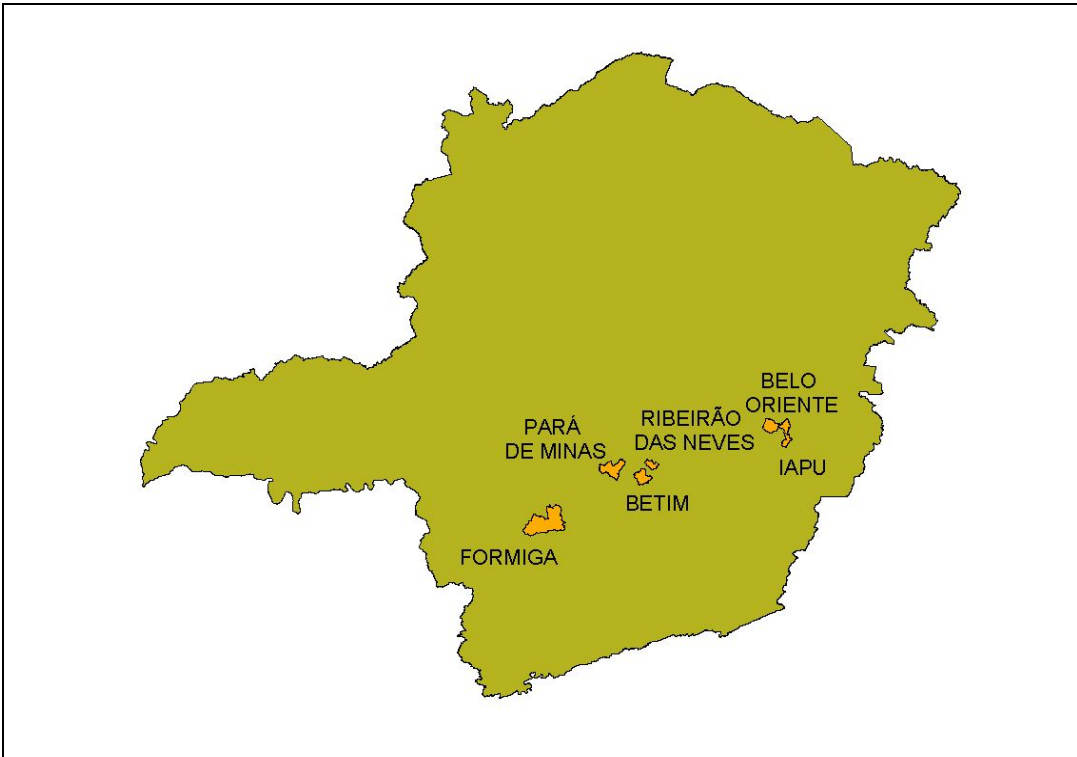 BELO
ORIENTE
RIBEIRÃO
DAS NEVES
PARÁ
DE MINAS
IAPU
BETIM
FORMIGA